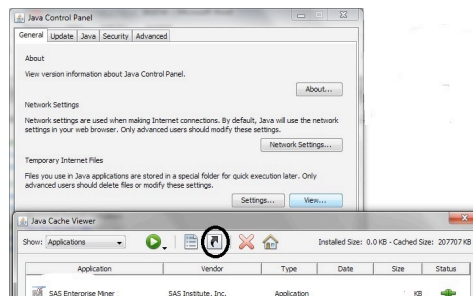 Java Control Panel
General Update Java Security Advanced
About
View version information about Java Control Panel.
About...
Network Settings
Network settings are used when making Internet connections. By default, Java will use the network
settings in your web browser. Only advanced users should modify these settings.
Network Settings...
Temporary Internet Files
Files you use in Java applications are stored in a special folder for quick execution later. Only
advanced users should delete files or modify these settings.
Settings... View...
Java Cache Viewer
Show: Applications Installed Size: 0.0 KB - Cached Size: 207707 KB
Application Vendor Type Date Size Status
SAS Enterprise Miner SAS Institute, Inc. Application KB